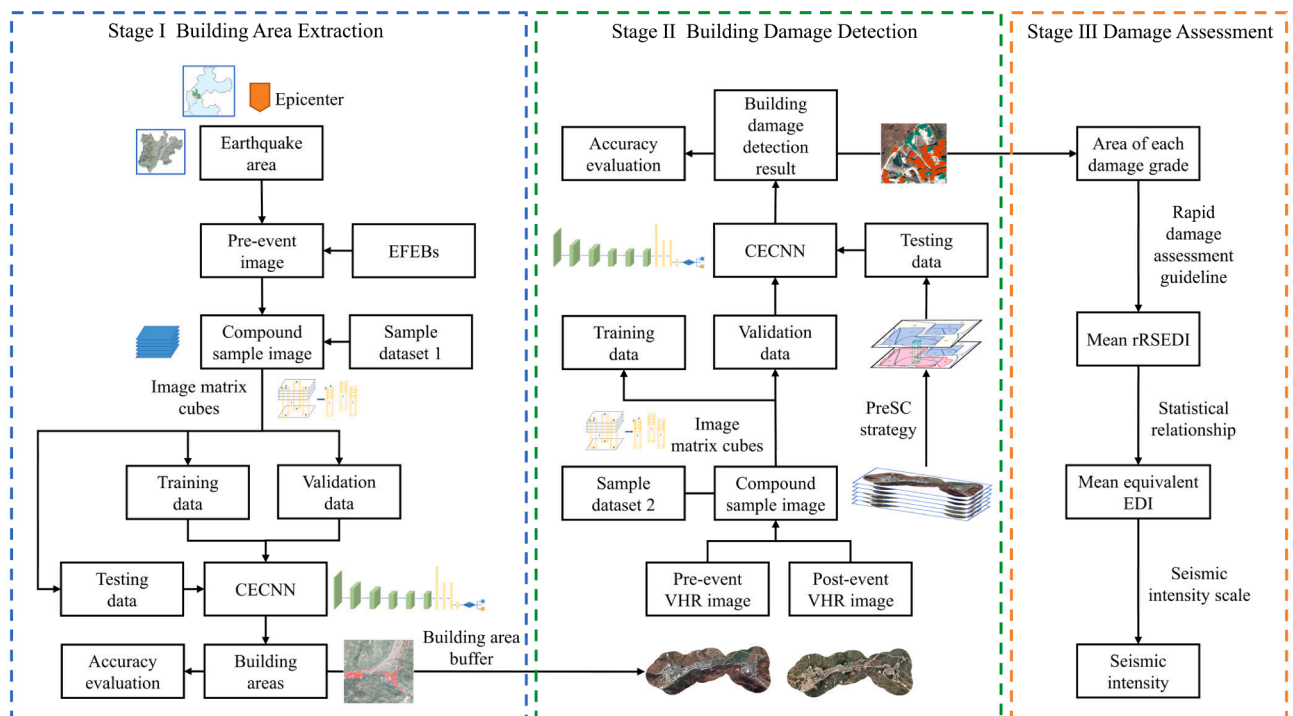 Stage I  Building Area Extraction
Epicenter
Earthquake
area
Pre-event
image
EFEBs
Compound
sample image
Sample
dataset 1
Image matrix
cubes
Training
data
Validation
data
Testing
data
CECNN
Accuracy
evaluation
Building
areas
Building area
buffer
Stage II  Building Damage Detection
Accuracy
evaluation
Building
damage
detection
result
CECNN
Testing
data
Training
data
Validation
data
Image
matrix cubes
PreSC
strategy
Sample
dataset 2
Compound
sample image
Pre-event
VHR image
Post-event
VHR image
Stage III Damage Assessment
Area of each
damage grade
Rapid
damage
assessment
guideline
Mean rRSEDI
Statistical
relationship
Mean equivalent
EDI
Seismic
intensity scale
Seismic
intensity